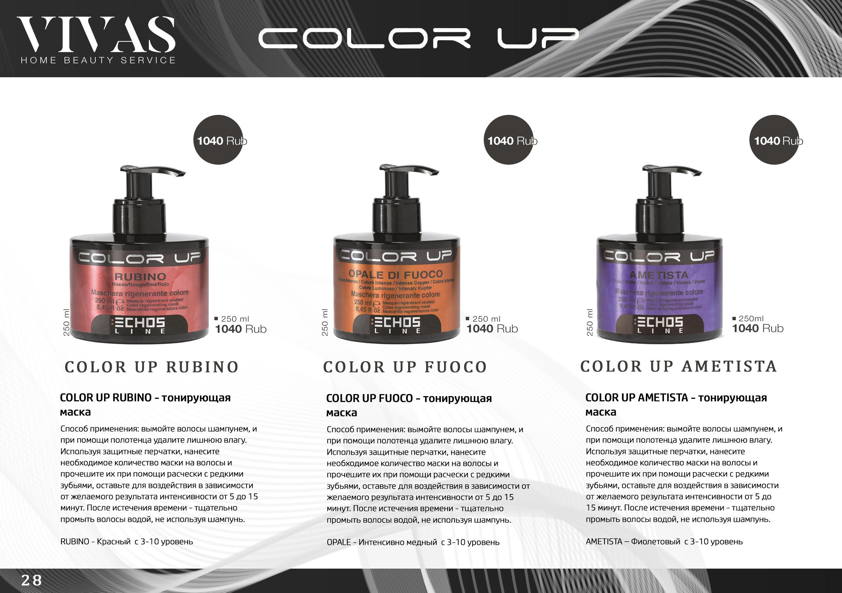 VIVAS
HOME BEAUTY SERVICE
COLOR UP
1040 Rub
1040 Rub
1040 Rub
COLOR UP
RUBINO
Maschera rigenerante colore
250 ml
ECHOS
LINE
250 ml
■ 250 ml
1040 Rub
COLOR UP
OPALE DI FUOCO
Maschera rigenerante colore
250 ml
ECHOS
LINE
250 ml
■ 250 ml
1040 Rub
COLOR UP
AMETISTA
Maschera rigenerante colore
250 ml
ECHOS
LINE
250 ml
■ 250ml
1040 Rub
COLOR UP RUBINO
COLOR UP RUBINO - тонирующая
маска
Способ применения: вымойте волосы шампунем, и
при помощи полотенца удалите лишнюю влагу.
Используя защитные перчатки, нанесите
необходимое количество маски на волосы и
прочешите их при помощи расчески с редкими
зубьями, оставьте для воздействия в зависимости
от желаемого результата интенсивности от 5 до 15
минут. После истечения времени - тщательно
промыть волосы водой, не используя шампунь.
RUBINO - Красный с 3-10 уровень
COLOR UP FUOCO
COLOR UP FUOCO - тонирующая
маска
Способ применения: вымойте волосы шампунем, и
при помощи полотенца удалите лишнюю влагу.
Используя защитные перчатки, нанесите
необходимое количество маски на волосы и
прочешите их при помощи расчески с редкими
зубьями, оставьте для воздействия в зависимости от
желаемого результата интенсивности от 5 до 15
минут. После истечения времени - тщательно
промыть волосы водой, не используя шампунь.
OPALE - Интенсивно медный с 3-10 уровень
COLOR UP AMETISTA
COLOR UP AMETISTA - тонирующая
маска
Способ применения: вымойте волосы шампунем, и
при помощи полотенца удалите лишнюю влагу.
Используя защитные перчатки, нанесите
необходимое количество маски на волосы и
прочешите их при помощи расчески с редкими
зубьями, оставьте для воздействия в зависимости
от желаемого результата интенсивности от 5 до
15 минут. После истечения времени - тщательно
промыть волосы водой, не используя шампунь.
AMETISTA – Фиолетовый с 3-10 уровень
28